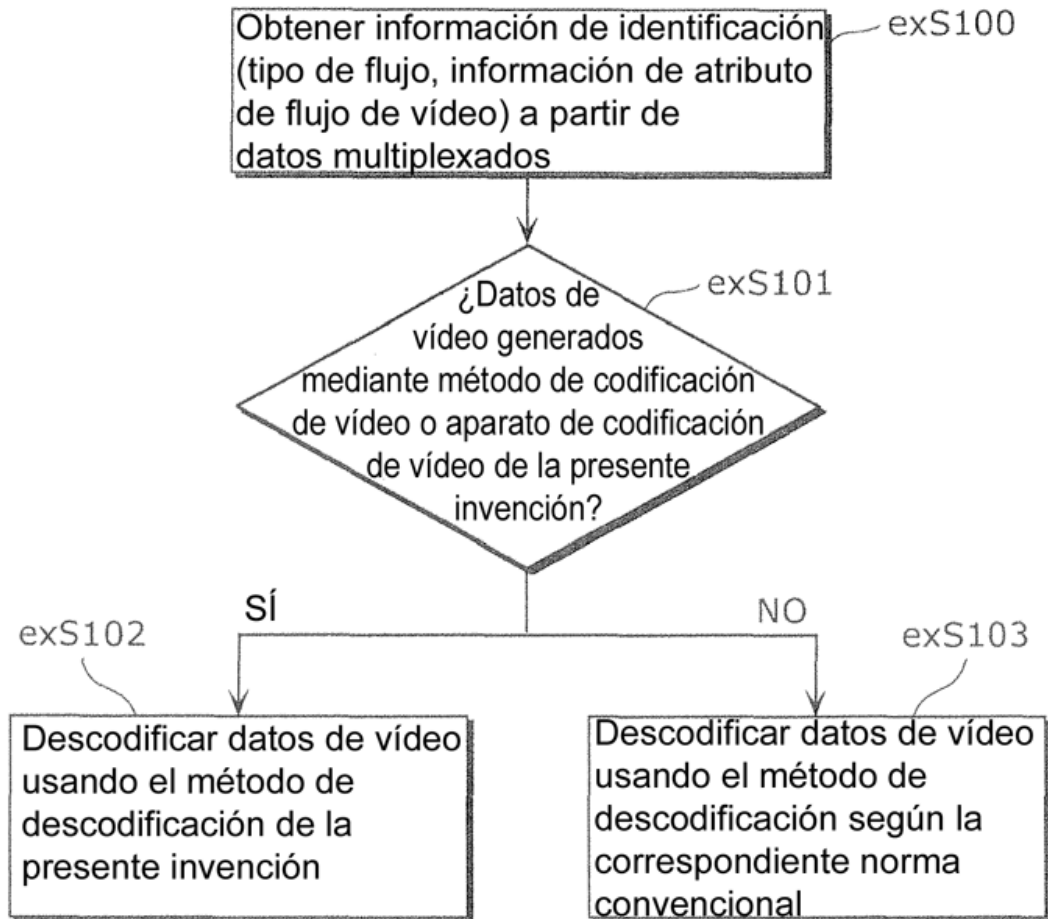 Obtener información de identificación
(tipo de flujo, información de atributo
de flujo de vídeo) a partir de
datos multiplexados
exS100
¿Datos de
vídeo generados
mediante método de codificación
de vídeo o aparato de codificación
de vídeo de la presente
invención?
exS101
SÍ
NO
exS102
exS103
Descodificar datos de vídeo
usando el método de
descodificación de la
presente invención
Descodificar datos de vídeo
usando el método de
descodificación según la
correspondiente norma
convencional